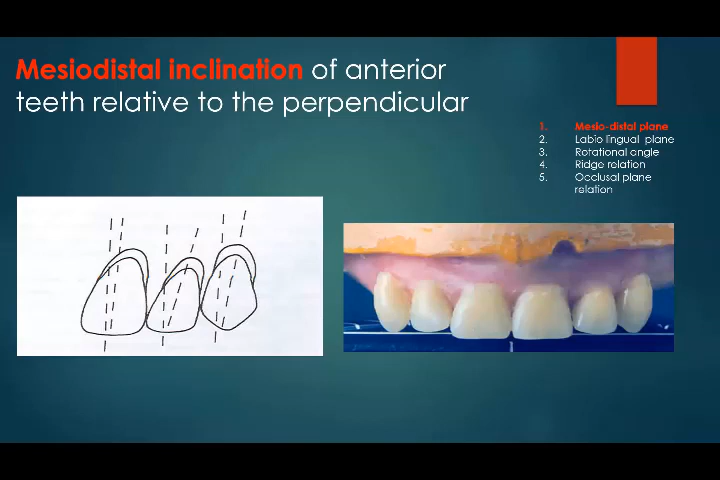 Mesiodistal inclination of anterior
teeth relative to the perpendicular
1. Mesio-distal plane
2. Labio lingual plane
3. Rotational angle
4. Ridge relation
5. Occlusal plane
relation